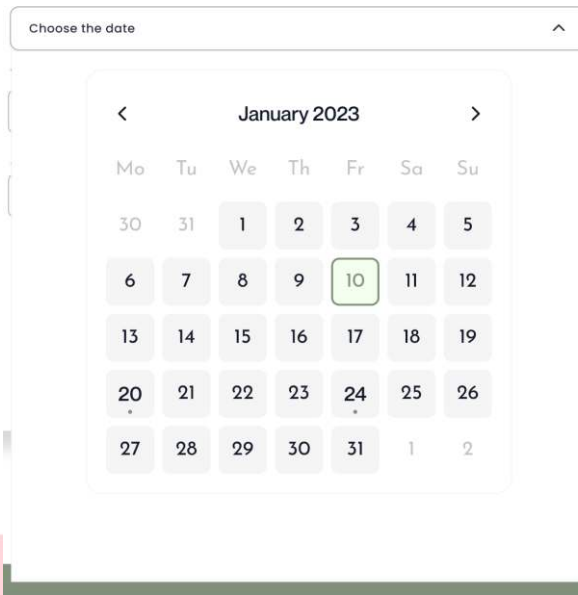 Choose the date
January 2023
Mo Tu We Th Fr Sa Su
30 31 1 2 3 4 5
6 7 8 9 10 11 12
13 14 15 16 17 18 19
20 21 22 23 24 25 26
27 28 29 30 31 1 2